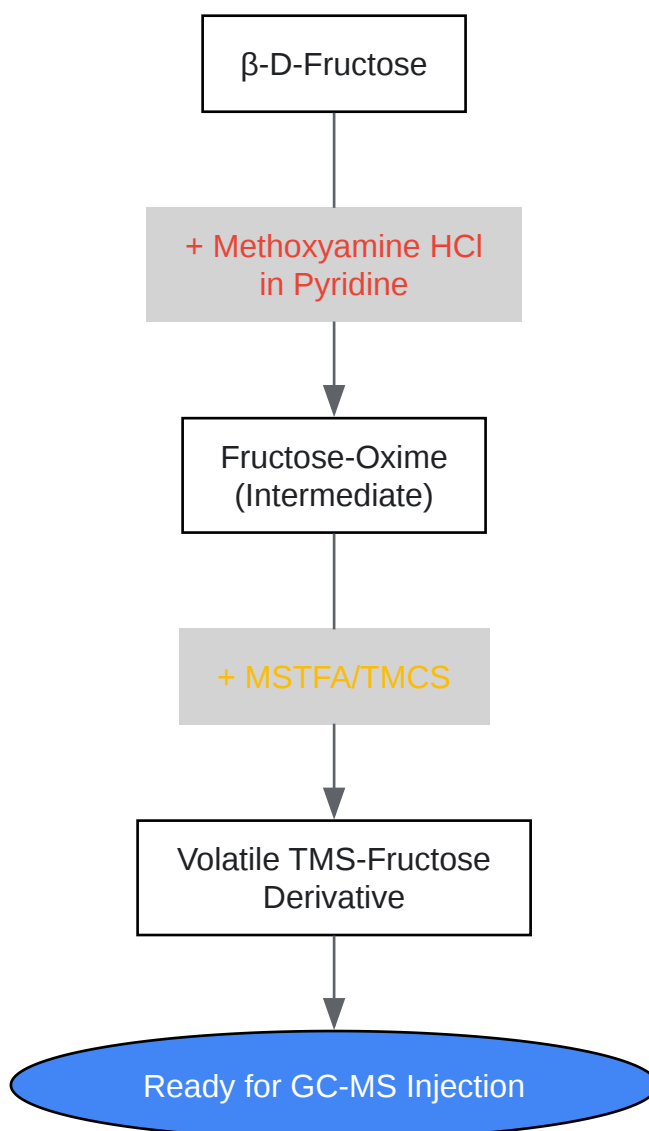 β-D-Fructose
+ Methoxyamine HCl
in Pyridine
Fructose-Oxime
(Intermediate)
+ MSTFA/TMCS
Volatile TMS-Fructose
Derivative
Ready for GC-MS Injection